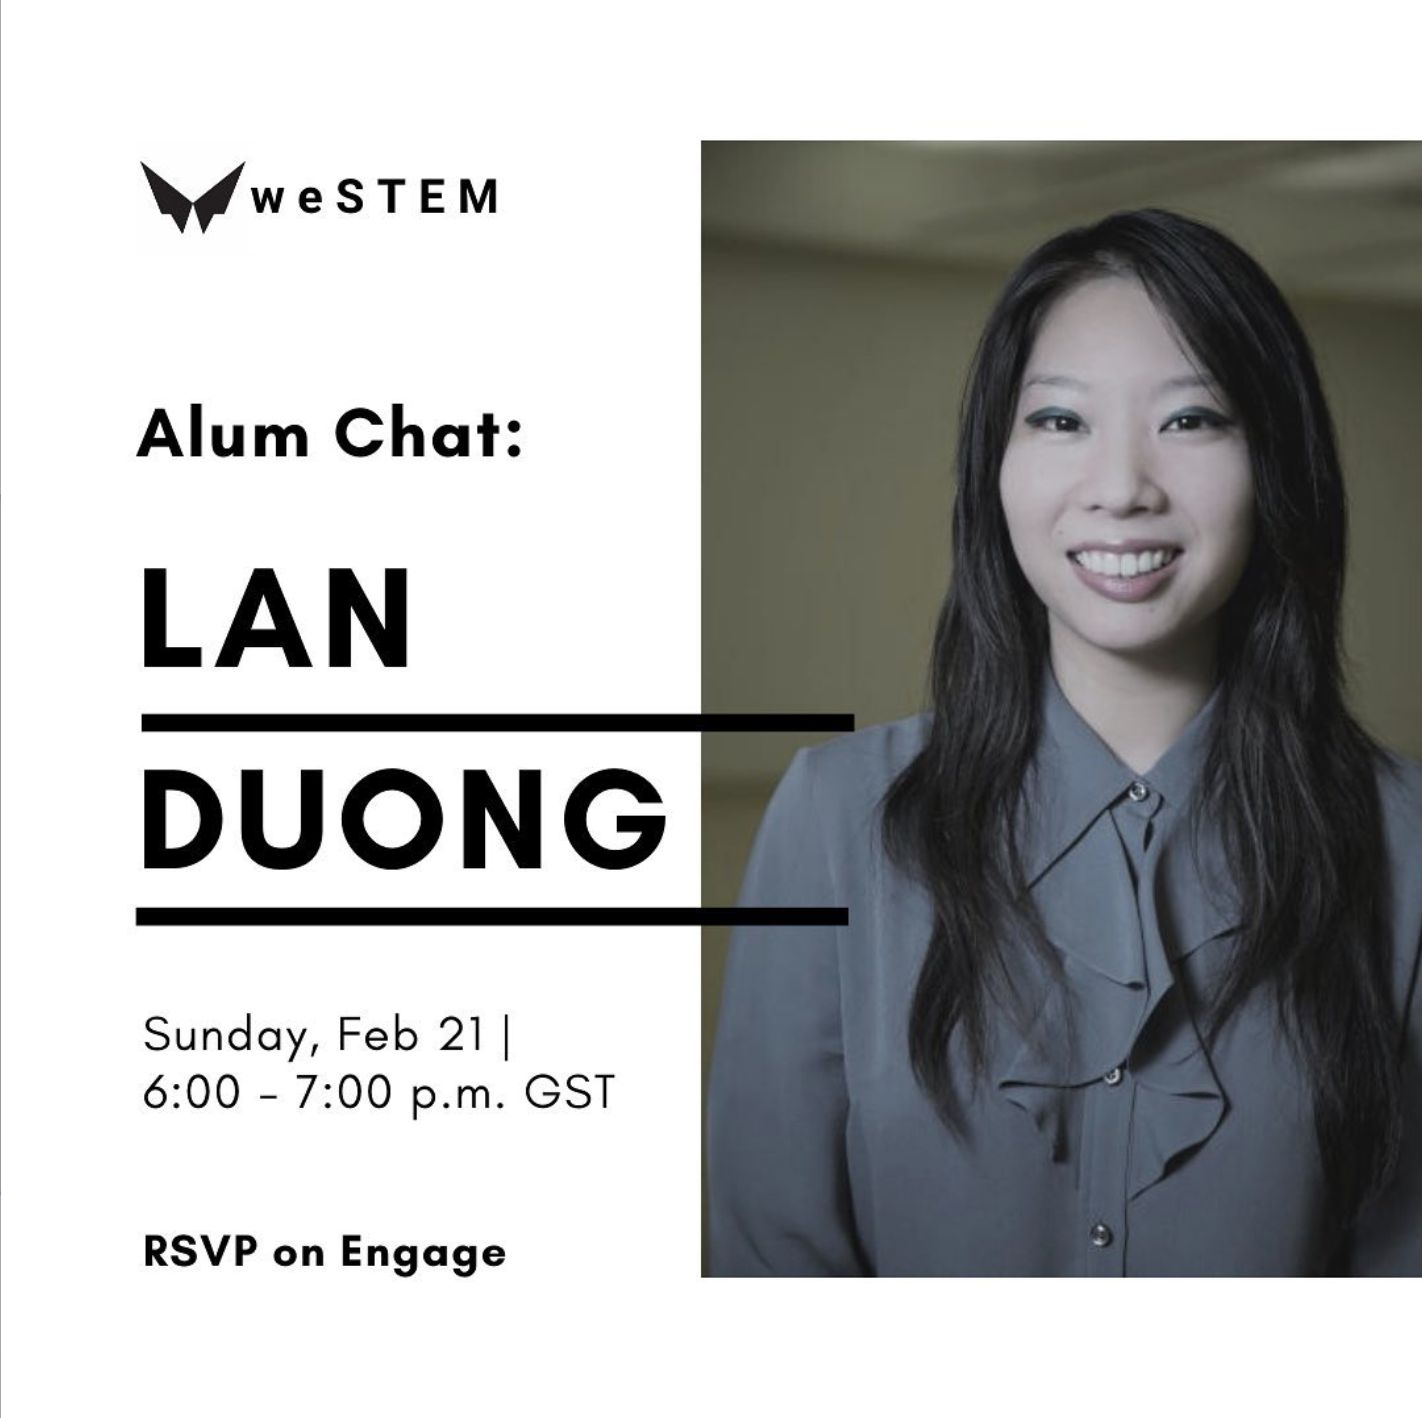 weSTEM
Alum Chat:
LAN
DUONG
Sunday, Feb 21 |
6:00 - 7:00 p.m. GST
RSVP on Engage